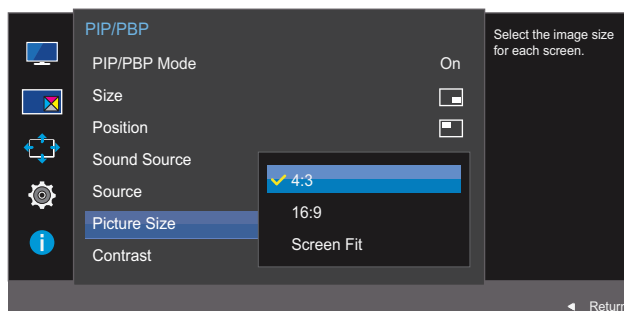 PIP/PBP
Select the image size
for each screen.
PIP/PBP Mode On
Size
Position
Sound Source
Source
4:3
16:9
Picture Size
Screen Fit
Contrast
Return